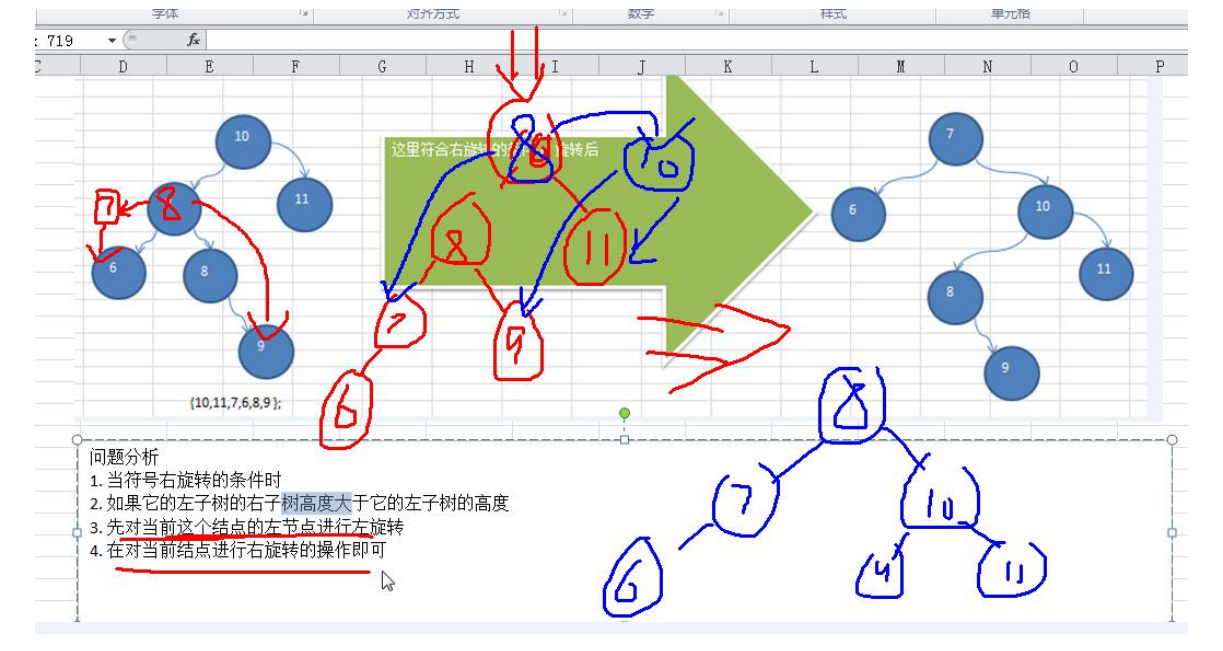 字体 对齐方式 数字 样式 单元格
719 fx
D E F G H I J K L M N O P
10
11
8
7
6
8
9
{10,11,7,6,8,9};
这里符合右旋转的 旋转后
8
10
8
11
7
9
6
7
6
10
11
8
9
8
7
10
6
11
问题分析
1. 当符号右旋转的条件时
2. 如果它的左子树的右子树高度大于它的左子树的高度
3. 先对当前这个结点的左节点进行左旋转
4. 在对当前结点进行右旋转的操作即可